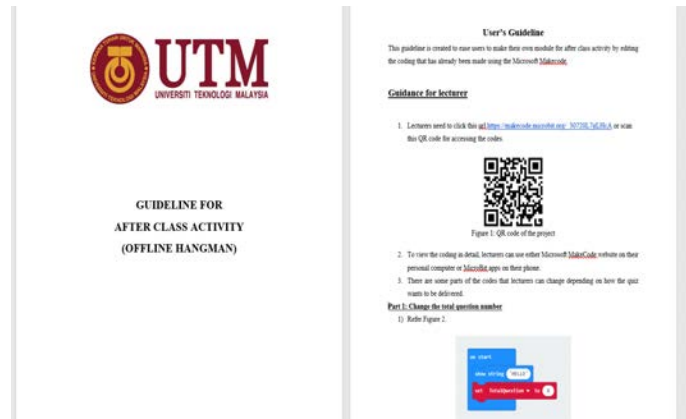 UTM
UNIVERSITI TEKNOLOGI MALAYSIA
GUIDELINE FOR
AFTER CLASS ACTIVITY
(OFFLINE HANGMAN)
User's Guideline
This guideline is created to ease users to make their own module for after class activity by editing
the coding that has already been made using the Microsoft Makecode.
Guidance for lecturer
1. Lecturers need to click this url or scan
this QR code for accessing the codes.
Figure 1: QR code of the project
2. To view the coding in detail, lecturers can use either Microsoft MakeCode website on their
personal computer or MicroBit apps on their phone.
3. There are some parts of the codes that lecturers can change depending on how the quiz
wants to be delivered.
Part 1: Change the total question number
1) Refer Figure 2.
on start
show string "HELLO"
set TotalQuestion to